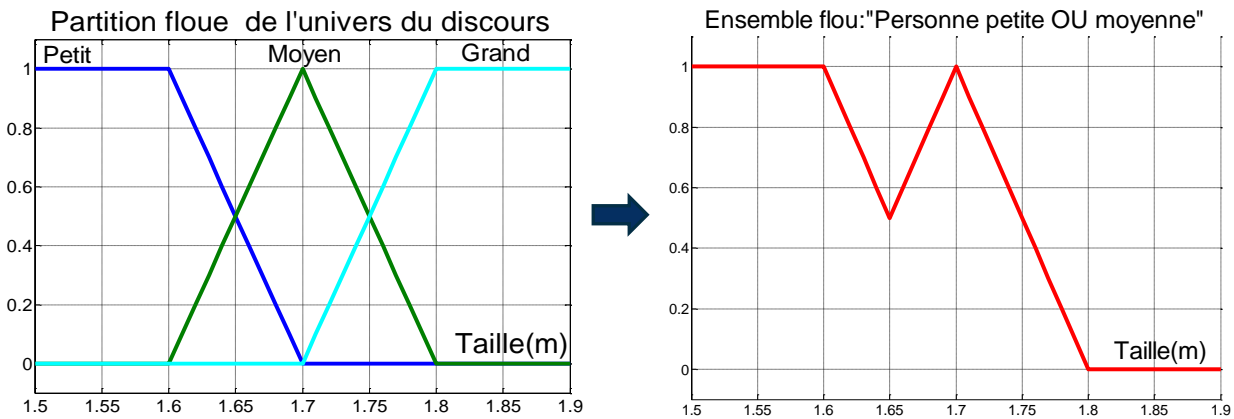 Partition floue de l'univers du discours
Petit Moyen Grand
1
0.8
0.6
0.4
0.2
0
Taille(m)
1.5 1.55 1.6 1.65 1.7 1.75 1.8 1.85 1.9
Ensemble flou:"Personne petite OU moyenne"
1
0.8
0.6
0.4
0.2
0
Taille(m)
1.5 1.55 1.6 1.65 1.7 1.75 1.8 1.85 1.9